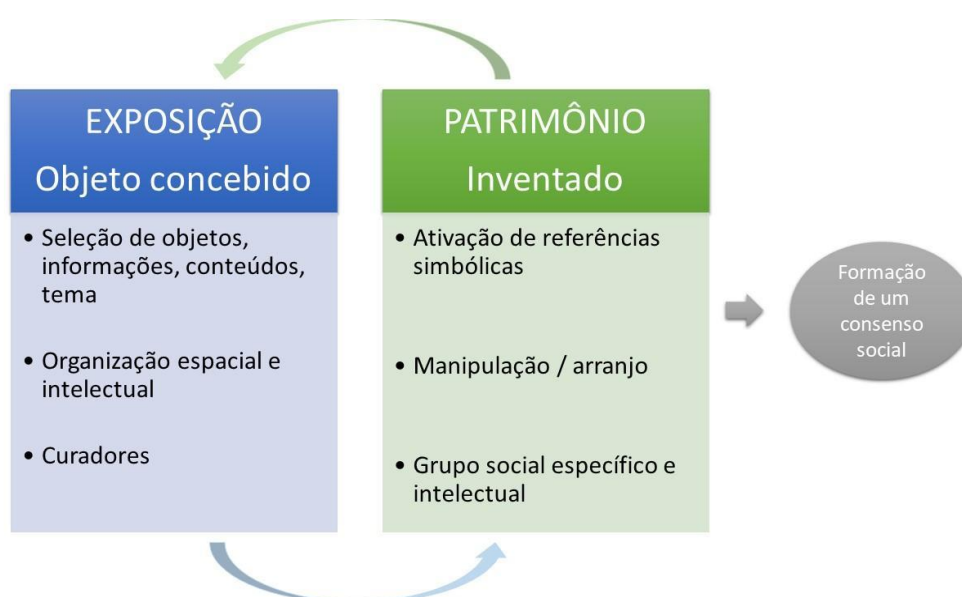 EXPOSIÇÃO
Objeto concebido
• Seleção de objetos,
informações, conteúdos,
tema
• Organização espacial e
intelectual
• Curadores
PATRIMÔNIO
Inventado
• Ativação de referências
simbólicas
• Manipulação / arranjo
• Grupo social específico e
intelectual
Formação
de um
consenso
social